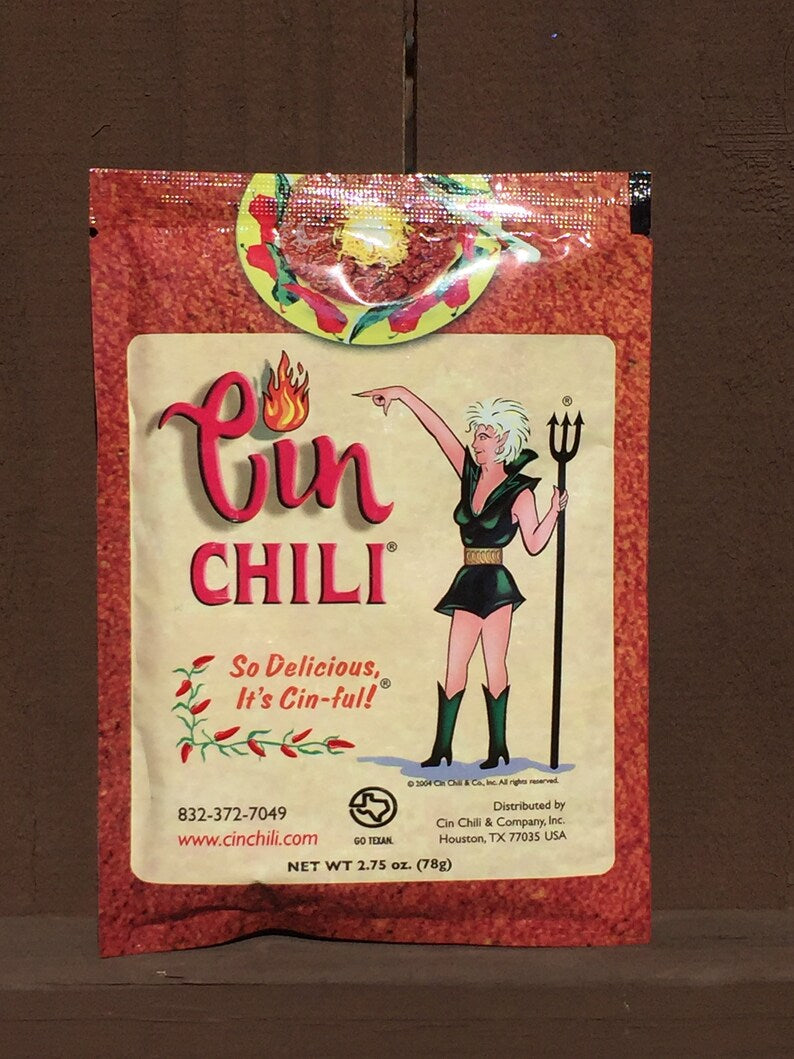 Cin
CHILI®
®
So Delicious,
It's Cin-ful!®
© 2004 Cin Chili & Co., Inc. All rights reserved.
832-372-7049
www.cinchili.com
GO TEXAN.
Distributed by
Cin Chili & Company, Inc.
Houston, TX 77035 USA
NET WT 2.75 oz. (78g)